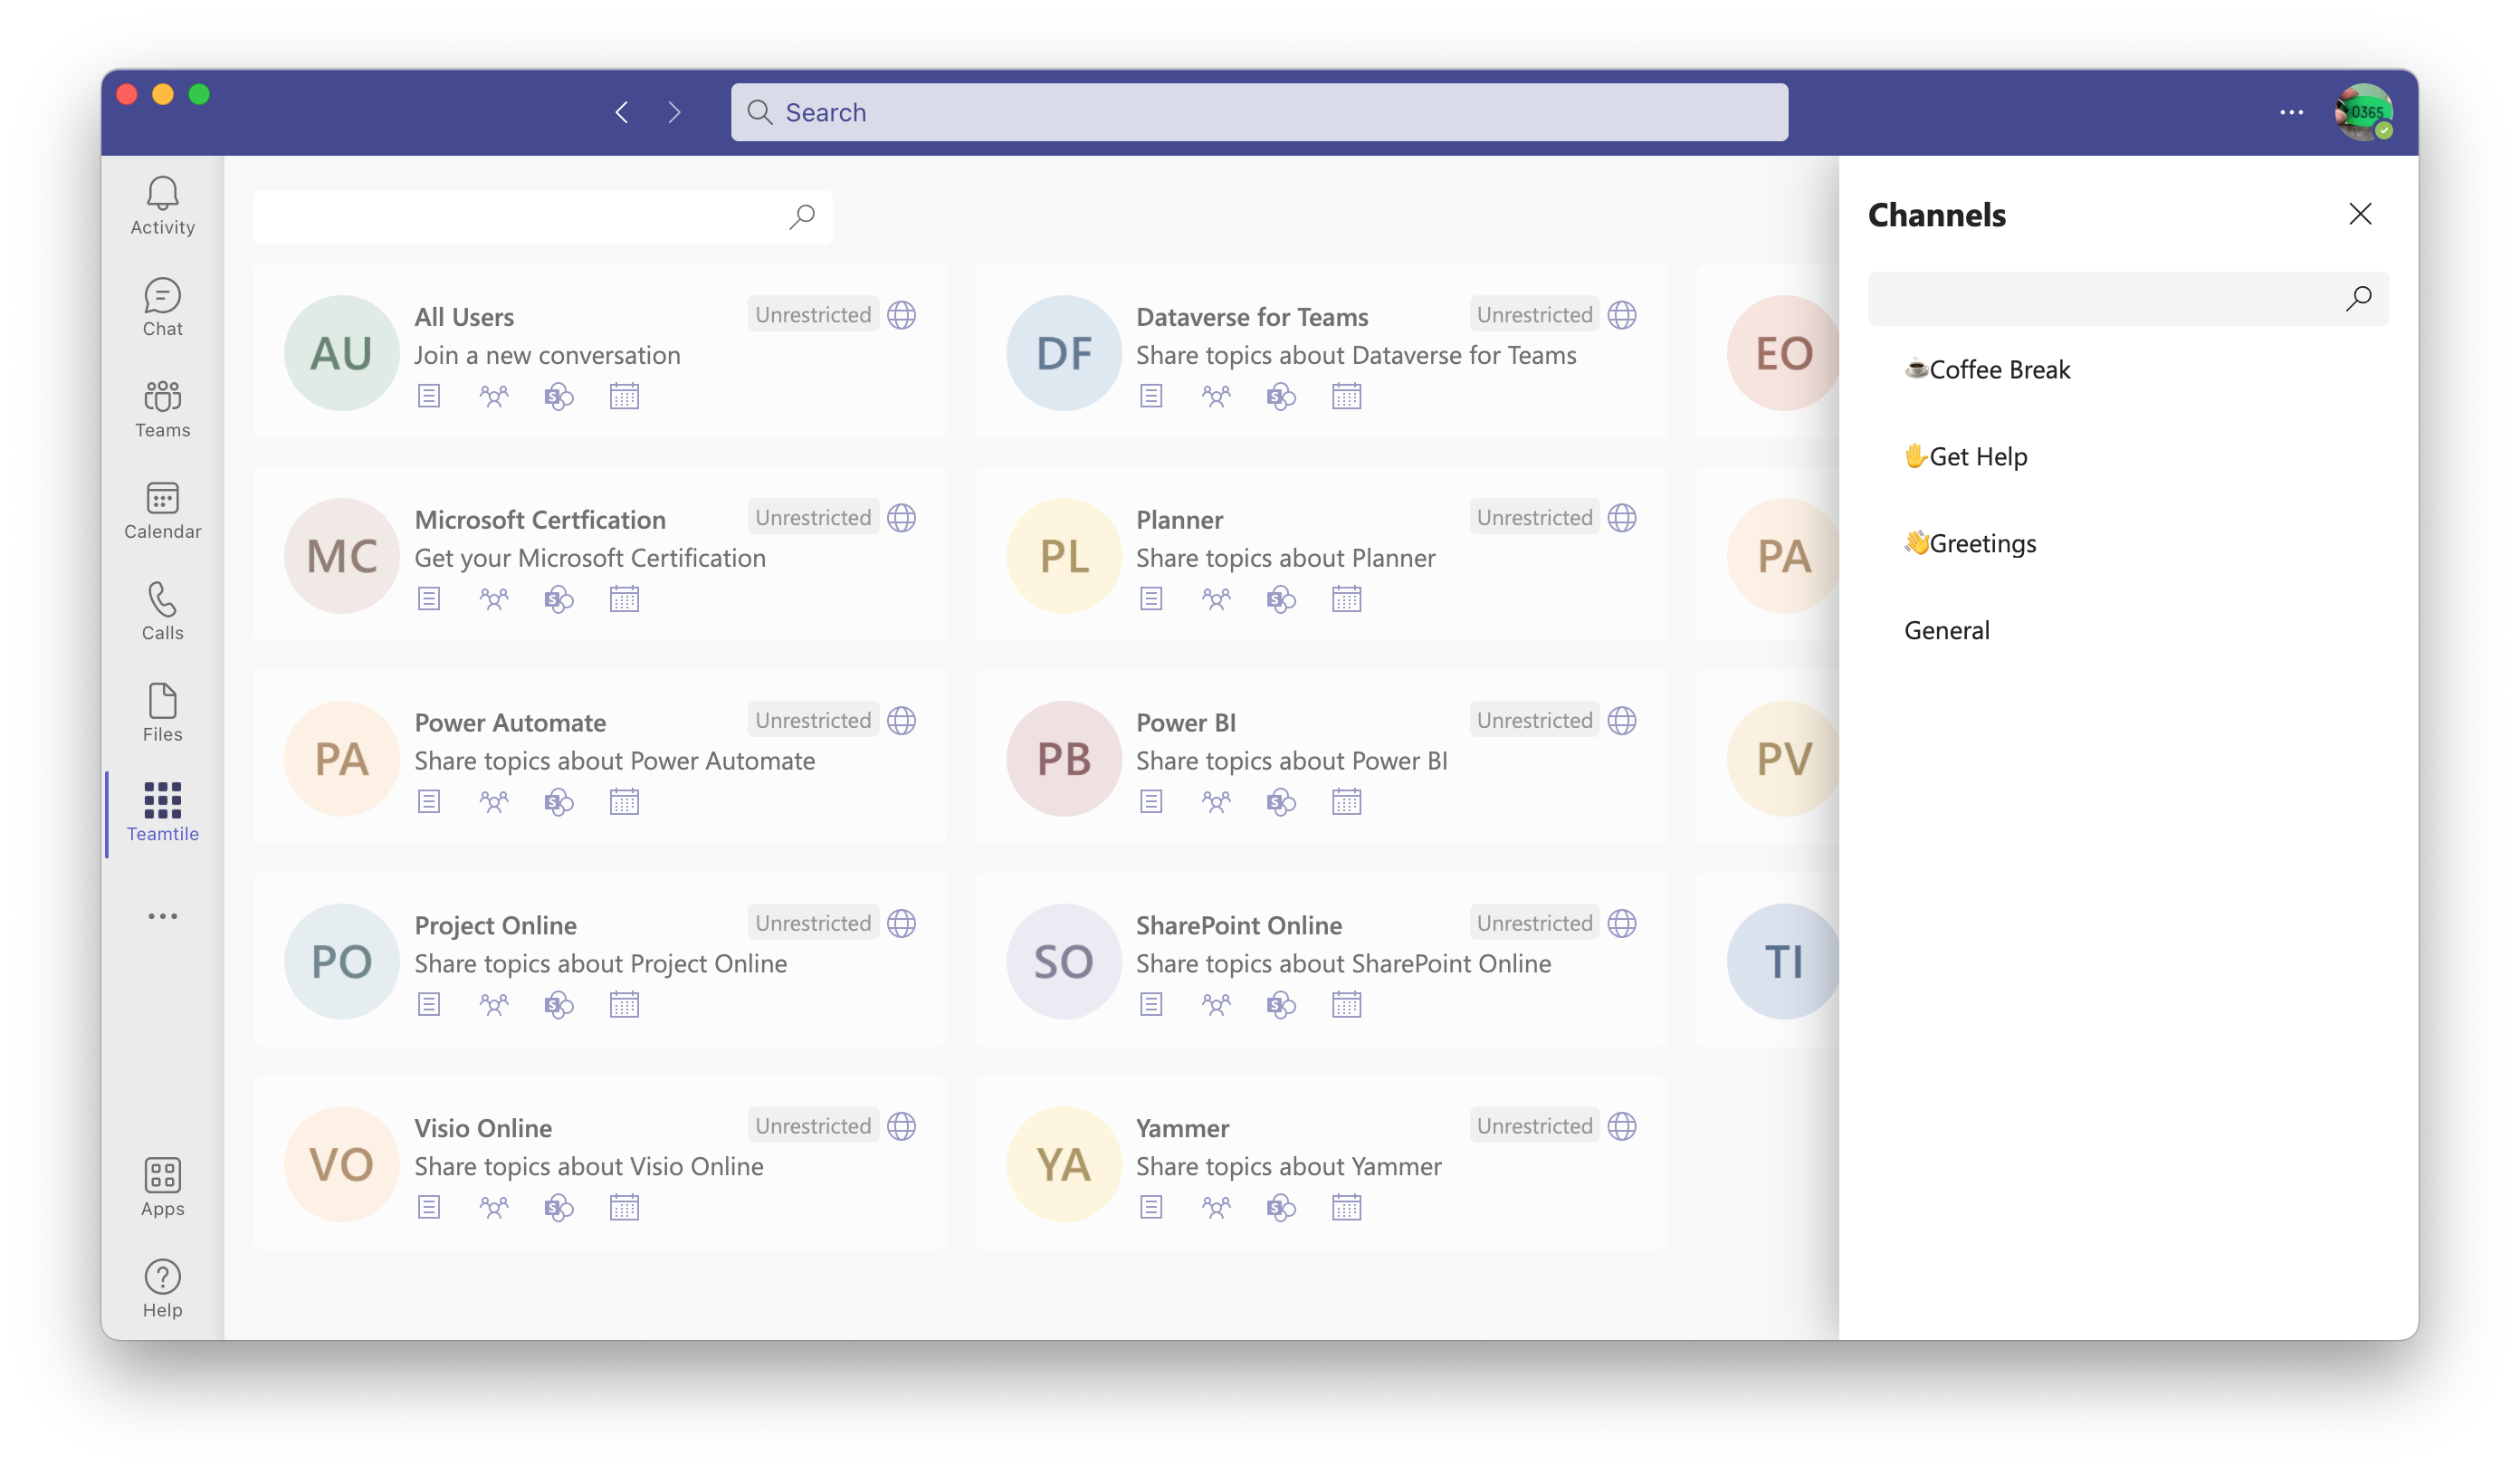 Search
0365
Activity
Chat
Teams
Calendar
Calls
Files
Teamtile
Apps
Help
AU
All Users
Unrestricted
Join a new conversation
DF
Dataverse for Teams
Unrestricted
Share topics about Dataverse for Teams
EO
MC
Microsoft Certfication
Unrestricted
Get your Microsoft Certification
PL
Planner
Unrestricted
Share topics about Planner
PA
PA
Power Automate
Unrestricted
Share topics about Power Automate
PB
Power BI
Unrestricted
Share topics about Power BI
PV
PO
Project Online
Unrestricted
Share topics about Project Online
SO
SharePoint Online
Unrestricted
Share topics about SharePoint Online
TI
VO
Visio Online
Unrestricted
Share topics about Visio Online
YA
Yammer
Unrestricted
Share topics about Yammer
Channels
☕Coffee Break
✋Get Help
👋Greetings
General